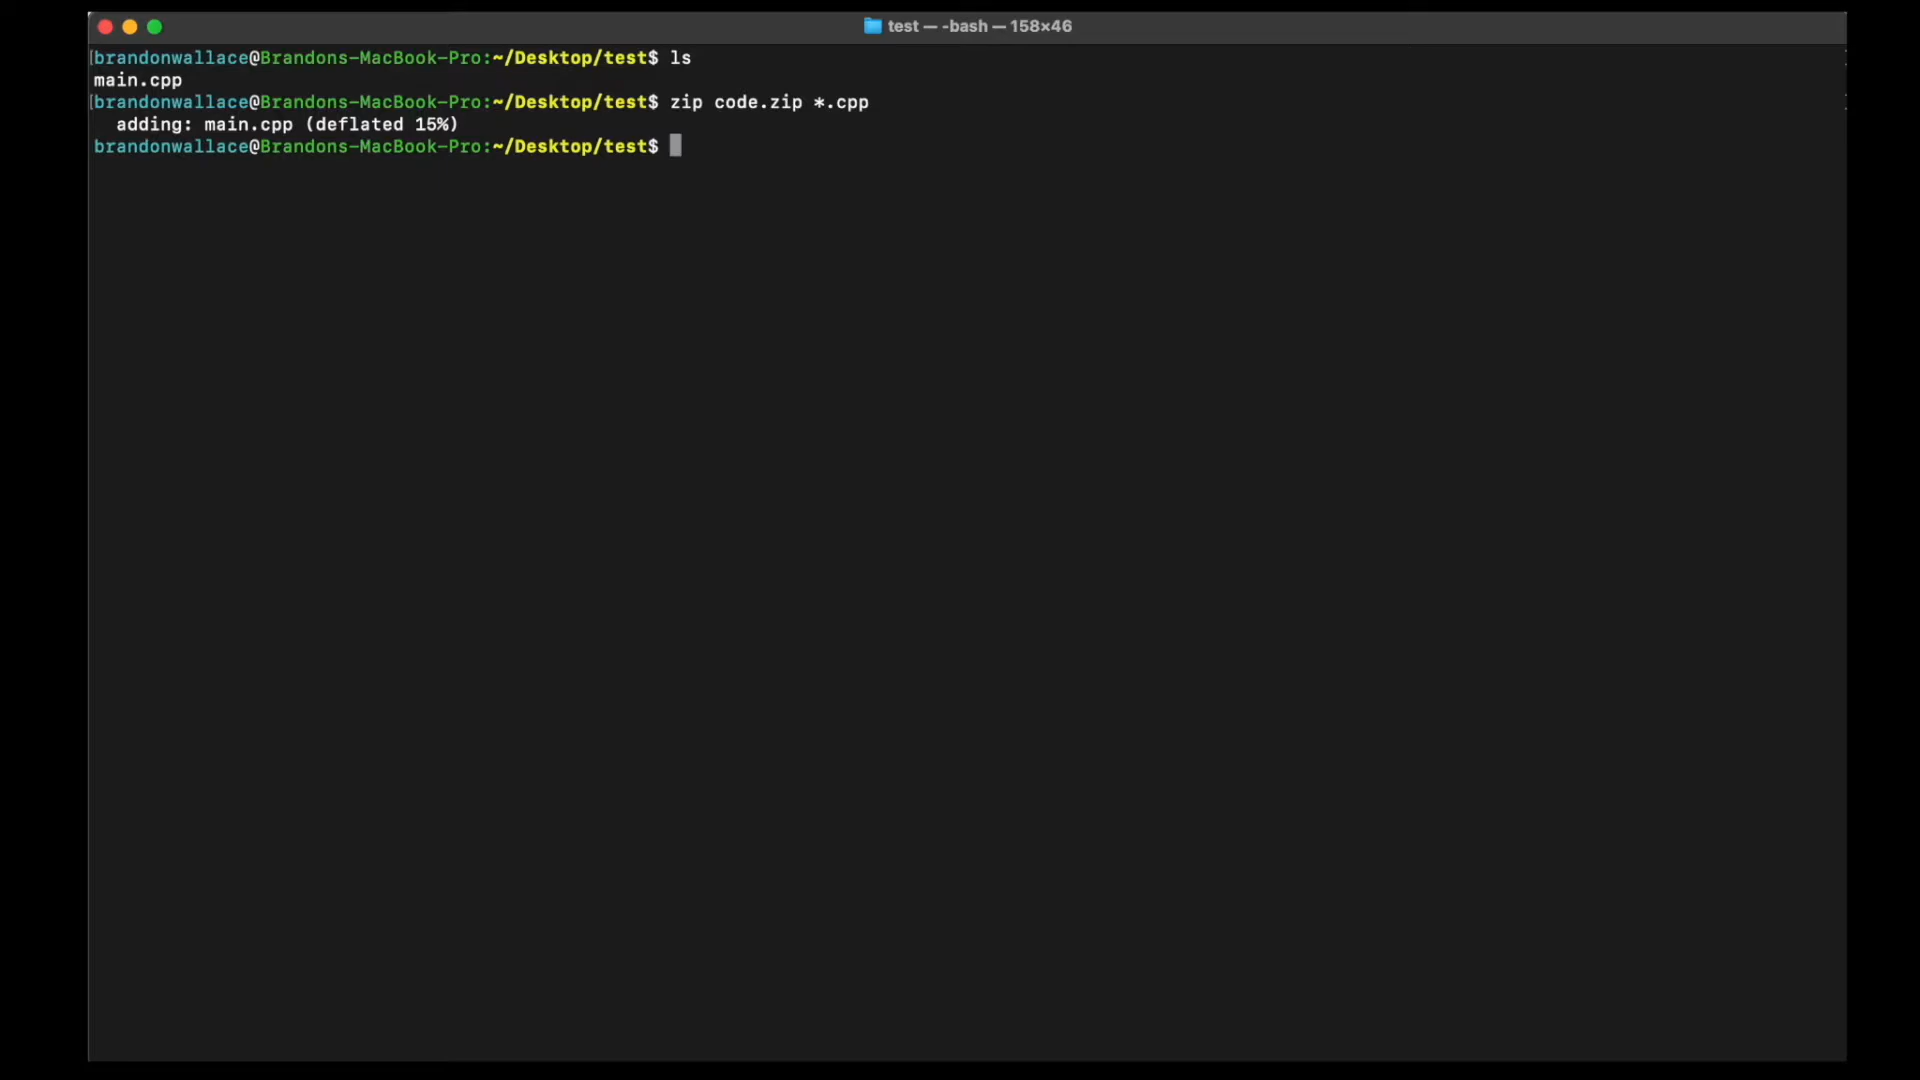 test — -bash — 158×46
brandonwallace@Brandons-MacBook-Pro:~/Desktop/test$ ls
main.cpp
brandonwallace@Brandons-MacBook-Pro:~/Desktop/test$ zip code.zip *.cpp
  adding: main.cpp (deflated 15%)
brandonwallace@Brandons-MacBook-Pro:~/Desktop/test$